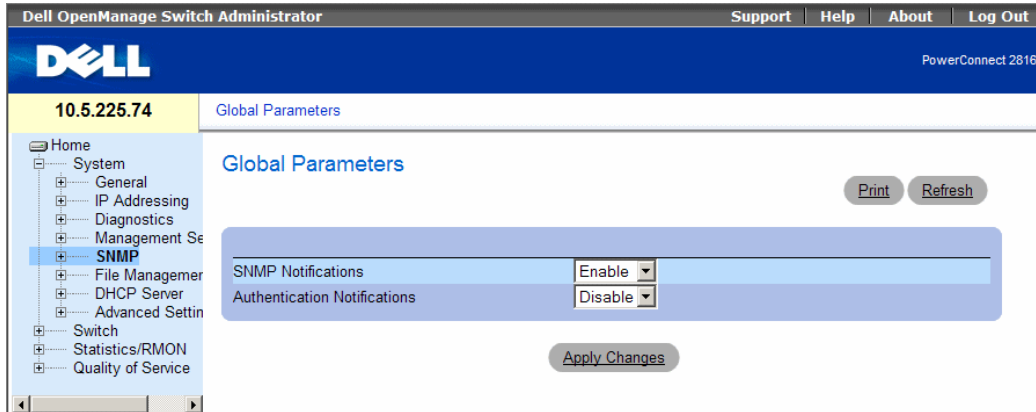 Dell OpenManage Switch Administrator Support Help About Log Out
DELL
PowerConnect 2816
10.5.225.74
Global Parameters
Home
System
General
IP Addressing
Diagnostics
Management Se
SNMP
File Managemer
DHCP Server
Advanced Settin
Switch
Statistics/RMON
Quality of Service
Global Parameters
Print Refresh
SNMP Notifications Enable
Authentication Notifications Disable
Apply Changes